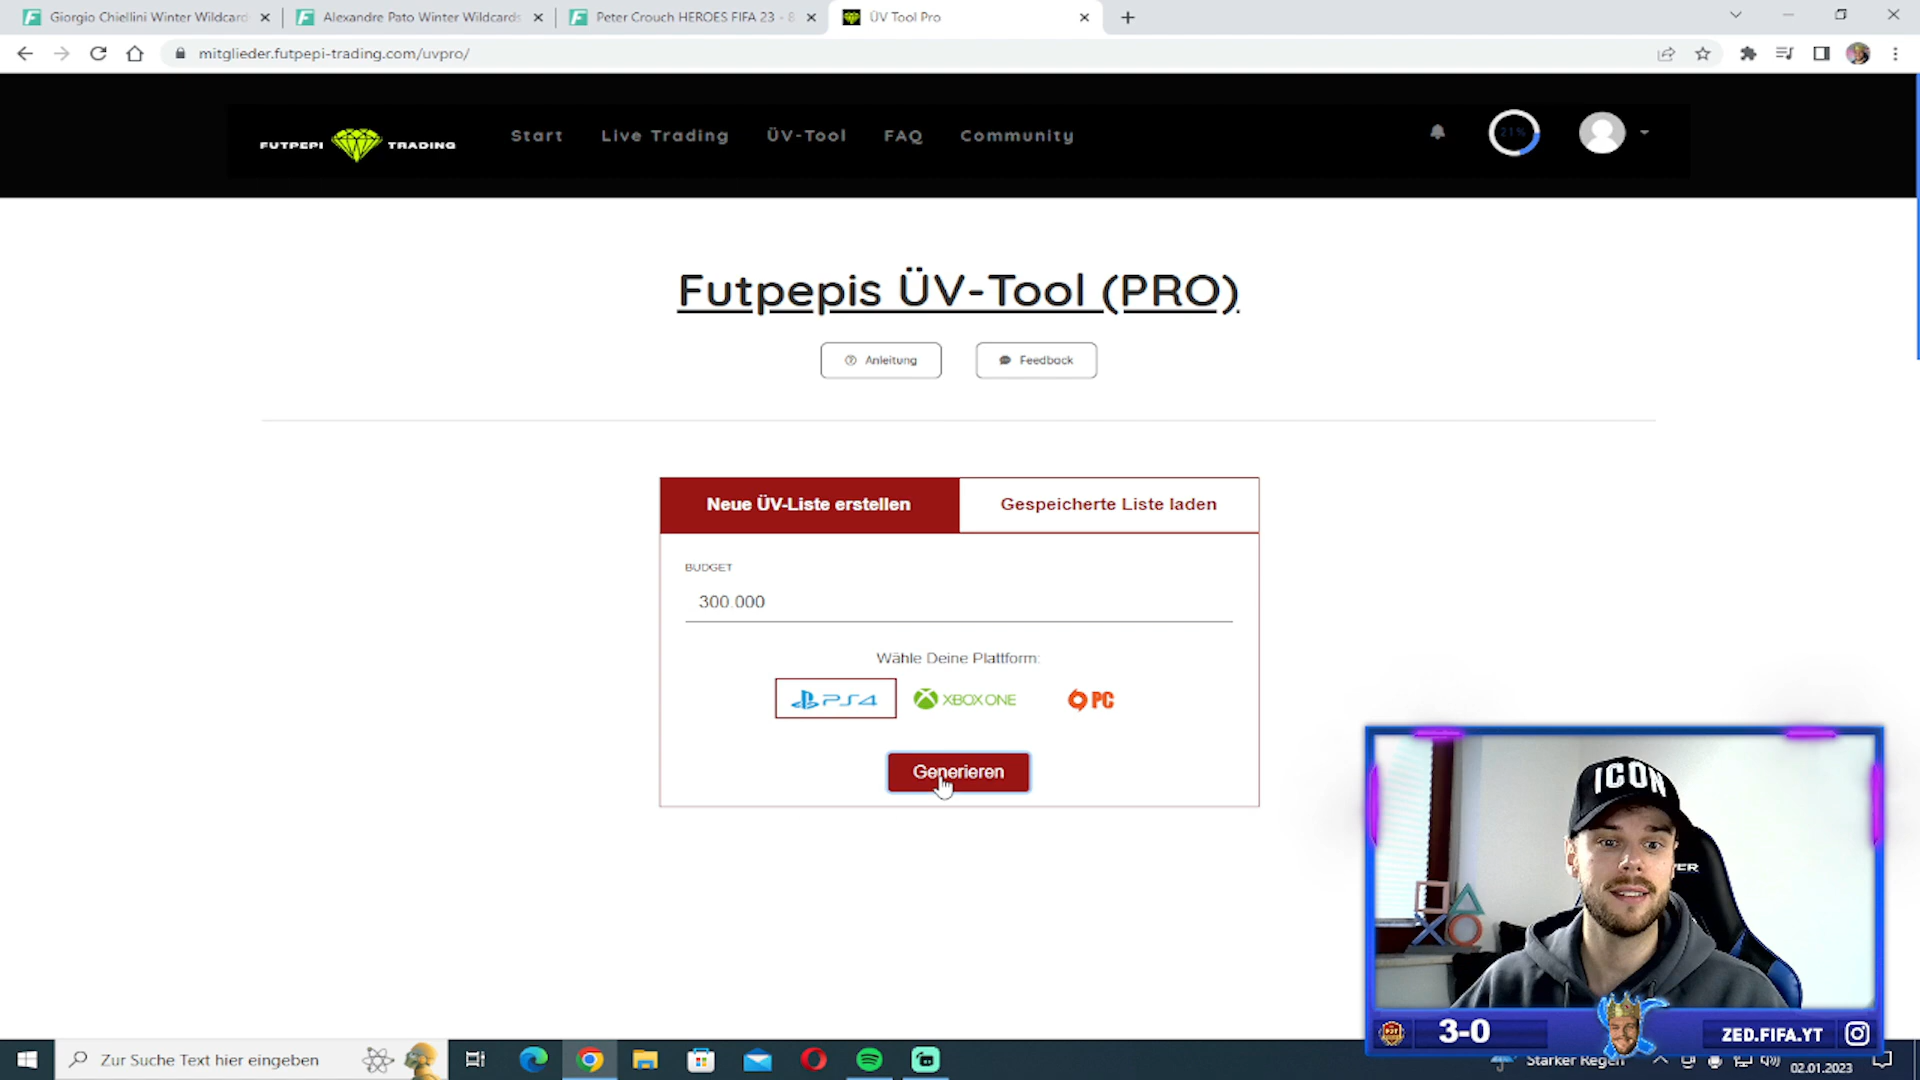 Giorgio Chiellini Winter Wildcard
Alexandre Pato Winter Wildcards
Peter Crouch HEROES FIFA 23 - 8
ÜV Tool Pro
mitglieder.futpepi-trading.com/uvpro/
FUTPEPI TRADING
Start
Live Trading
ÜV-Tool
FAQ
Community
21%
Futpepis ÜV-Tool (PRO)
Anleitung
Feedback
Neue ÜV-Liste erstellen
Gespeicherte Liste laden
BUDGET
300.000
Wähle Deine Plattform:
PS4
XBOX ONE
PC
Generieren
ICON
3-0
ZED.FIFA.YT
Zur Suche Text hier eingeben
Starker Regen
02.01.2023